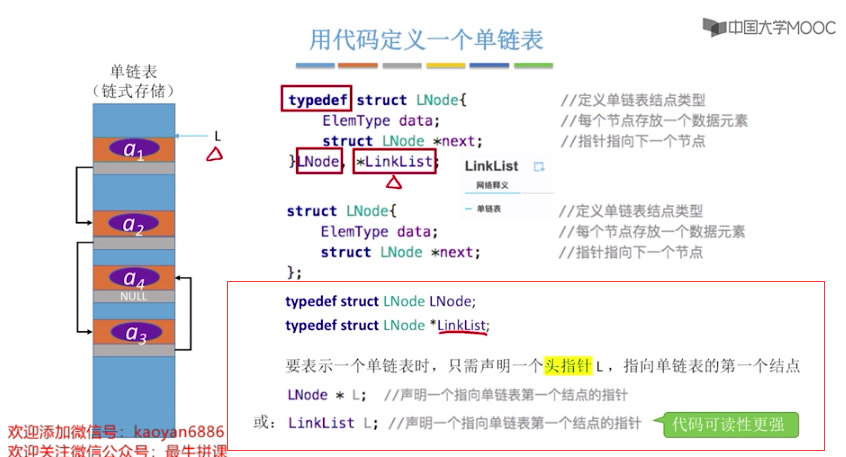 中国大学MOOC
用代码定义一个单链表
单链表
（链式存储）
L
a1
a2
a4
NULL
a3
typedef struct LNode{ //定义单链表结点类型
ElemType data; //每个节点存放一个数据元素
struct LNode *next; //指针指向下一个节点
}LNode, *LinkList;
LinkList
网络释义
单链表
struct LNode{ //定义单链表结点类型
ElemType data; //每个节点存放一个数据元素
struct LNode *next; //指针指向下一个节点
};
typedef struct LNode LNode;
typedef struct LNode *LinkList;
要表示一个单链表时，只需声明一个头指针 L ，指向单链表的第一个结点
LNode * L; //声明一个指向单链表第一个结点的指针
或：LinkList L; //声明一个指向单链表第一个结点的指针
代码可读性更强
欢迎添加微信号：kaoyan6886
欢迎关注微信公众号：最牛拼课